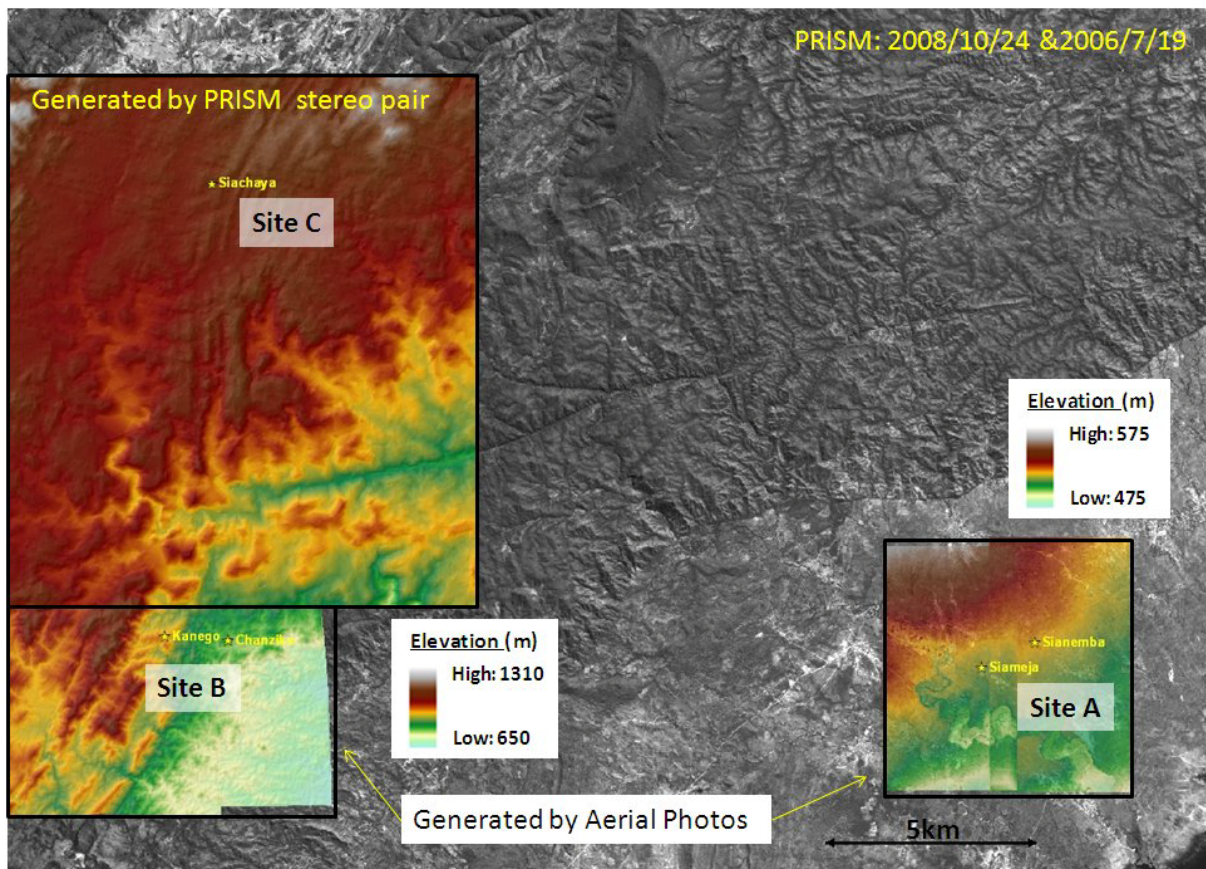 PRISM: 2008/10/24 &2006/7/19
Generated by PRISM stereo pair
Siachaya
Site C
Elevation (m)
High: 575
Low: 475
Kanego
Site B
Elevation (m)
High: 1310
Low: 650
Sianemba
Siameja
Site A
Generated by Aerial Photos
5km